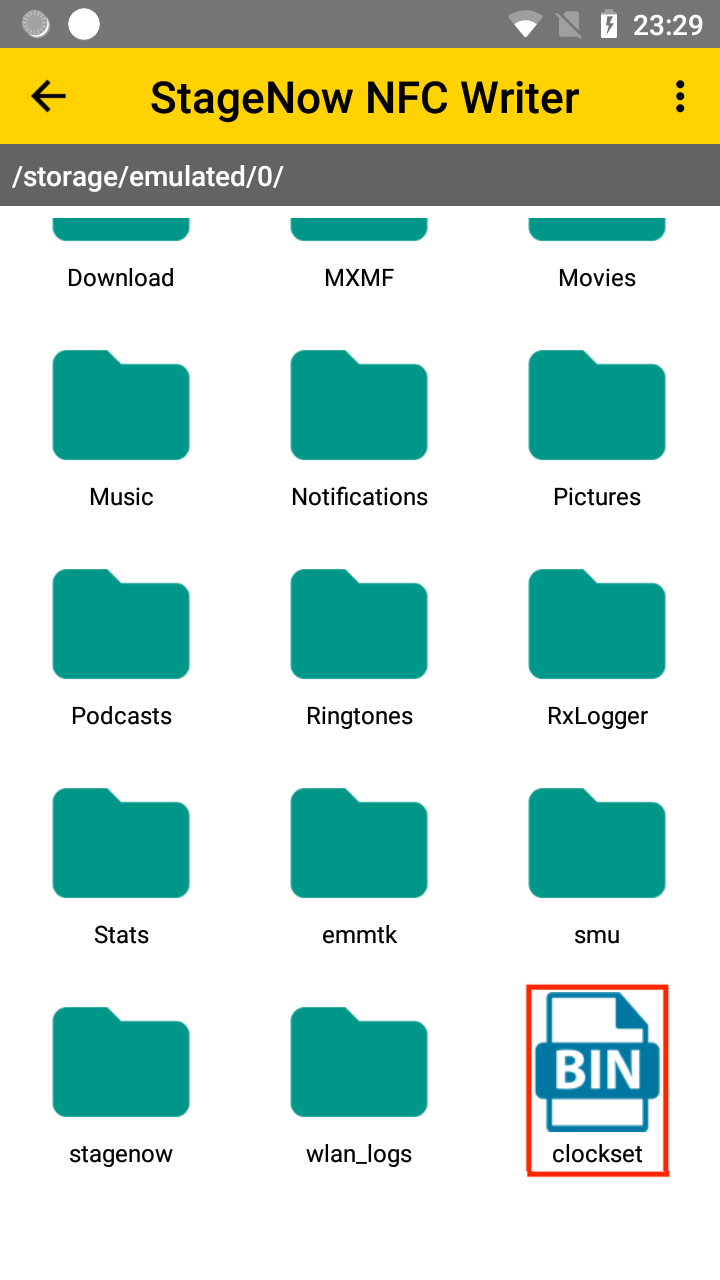 23:29
StageNow NFC Writer
/storage/emulated/0/
Download MXMF Movies
Music Notifications Pictures
Podcasts Ringtones RxLogger
Stats emmtk smu
BIN
stagenow wlan_logs clockset